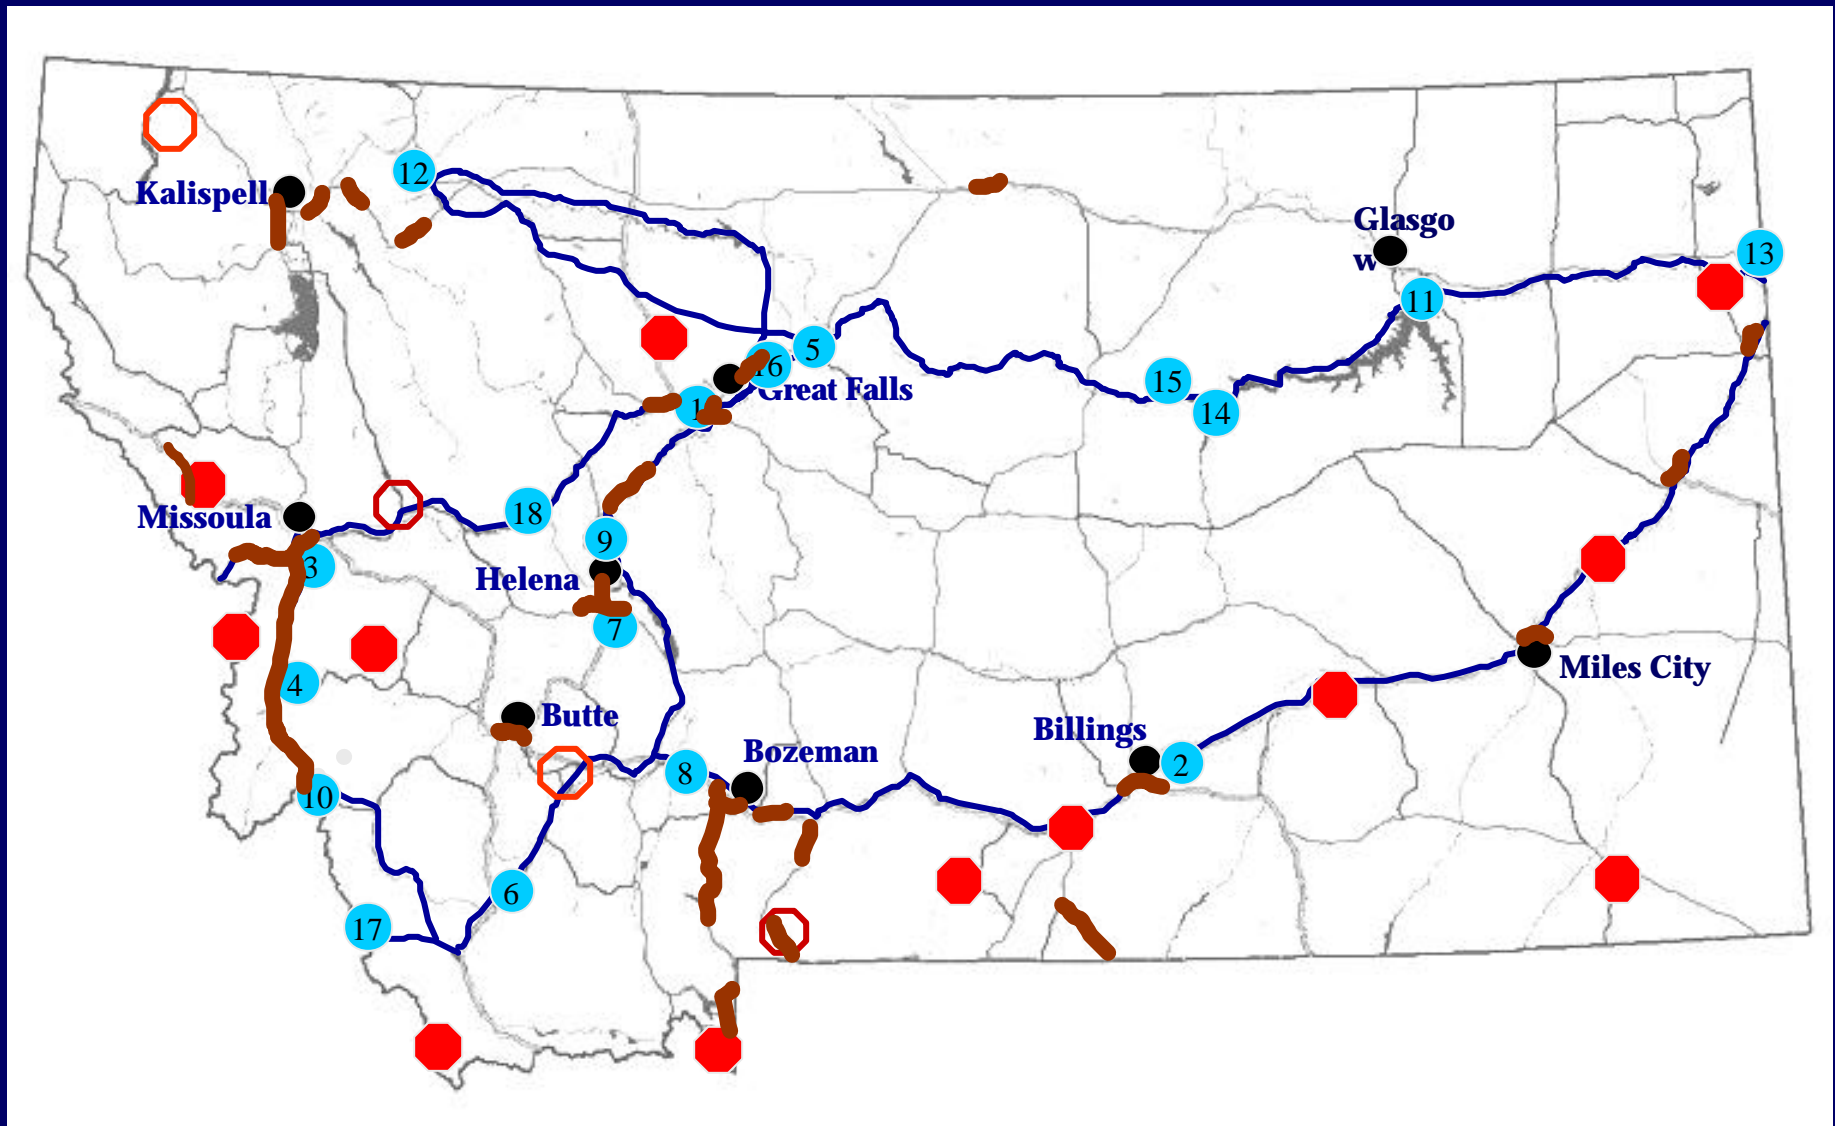 12
Kalispell
Glasgo
w
13
11
5
16
Great Falls
15
14
1
18
Missoula
9
3
Helena
7
4
Miles City
Butte
Billings
Bozeman
2
8
10
6
17